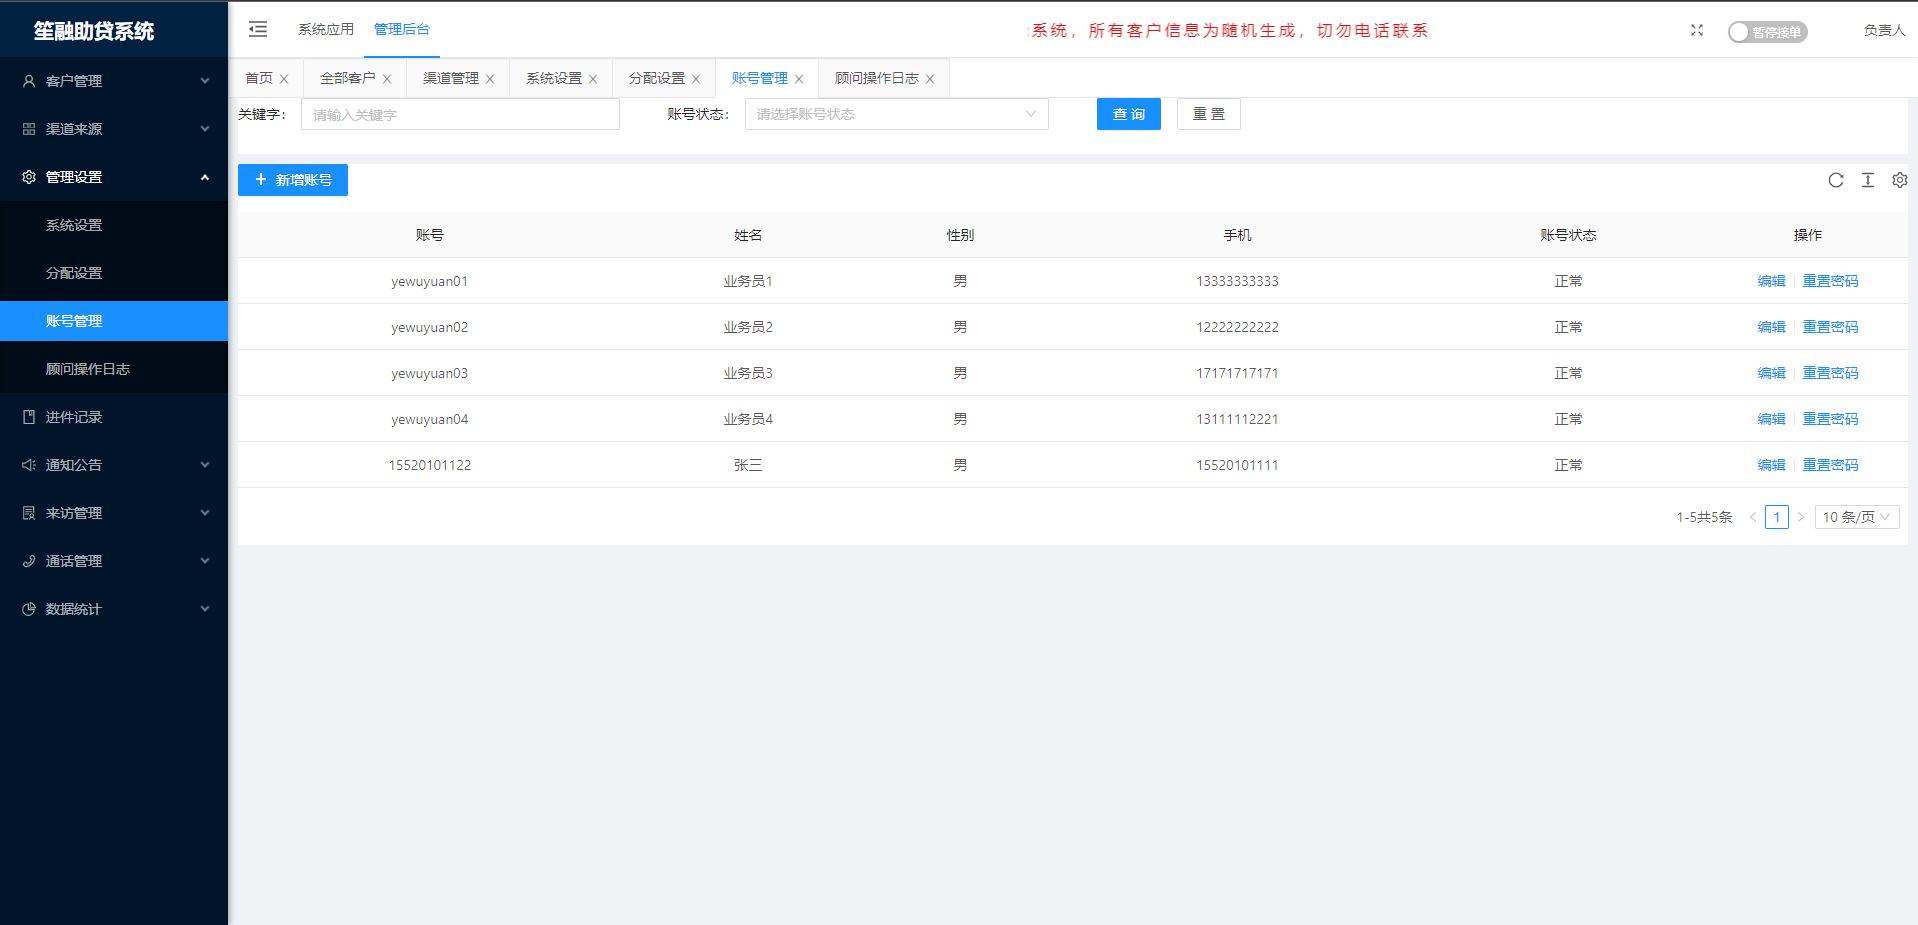 笙融助贷系统
系统应用 管理后台 系统，所有客户信息为随机生成，切勿电话联系 暂停接单 负责人
首页 全部客户 渠道管理 系统设置 分配设置 账号管理 顾问操作日志
客户管理
渠道来源
管理设置
系统设置
分配设置
账号管理
顾问操作日志
进件记录
通知公告
来访管理
通话管理
数据统计
关键字： 请输入关键字 账号状态： 请选择账号状态 查 询 重 置
+ 新增账号
账号 姓名 性别 手机 账号状态 操作
yewuyuan01 业务员1 男 13333333333 正常 编辑 重置密码
yewuyuan02 业务员2 男 12222222222 正常 编辑 重置密码
yewuyuan03 业务员3 男 17171717171 正常 编辑 重置密码
yewuyuan04 业务员4 男 13111112221 正常 编辑 重置密码
15520101122 张三 男 15520101111 正常 编辑 重置密码
1-5共5条 < 1 > 10 条/页